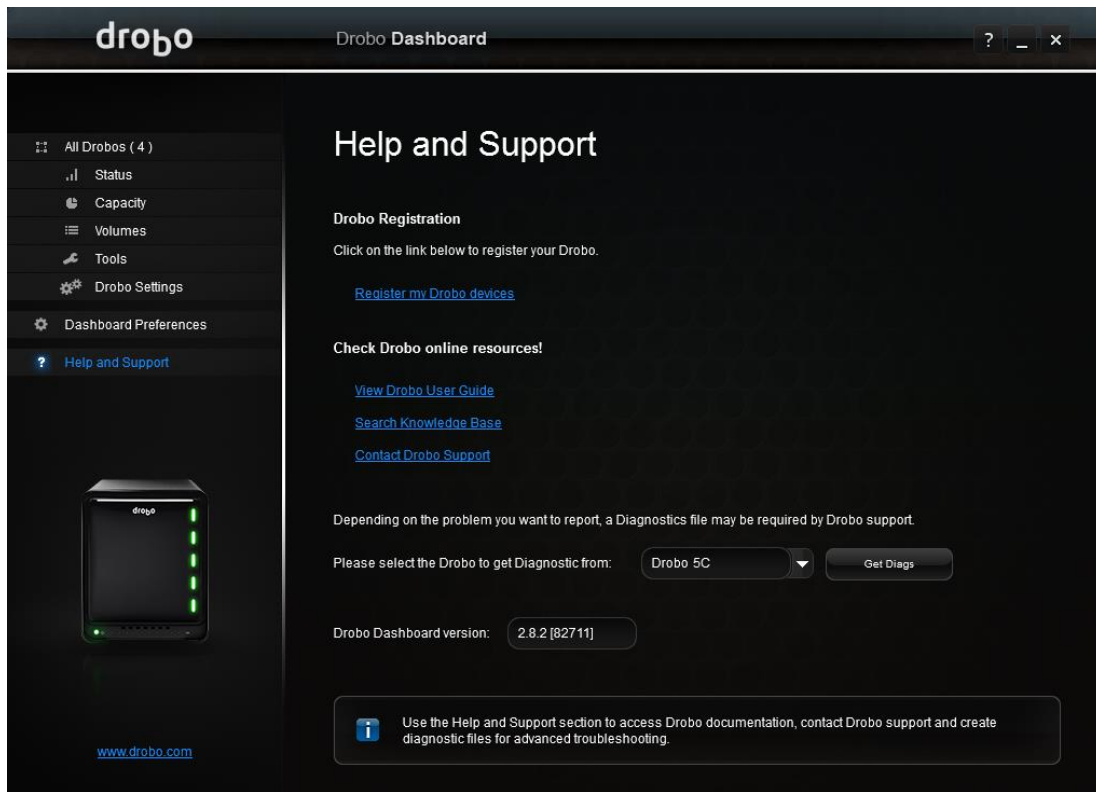 drobo
Drobo Dashboard
? _ ×
All Drobos ( 4 )
Status
Capacity
Volumes
Tools
Drobo Settings
Dashboard Preferences
? Help and Support
drobo
www.drobo.com
Help and Support
Drobo Registration
Click on the link below to register your Drobo.
Register my Drobo devices
Check Drobo online resources!
View Drobo User Guide
Search Knowledge Base
Contact Drobo Support
Depending on the problem you want to report, a Diagnostics file may be required by Drobo support.
Please select the Drobo to get Diagnostic from: Drobo 5C Get Diags
Drobo Dashboard version: 2.8.2 [82711]
i
Use the Help and Support section to access Drobo documentation, contact Drobo support and create
diagnostic files for advanced troubleshooting.